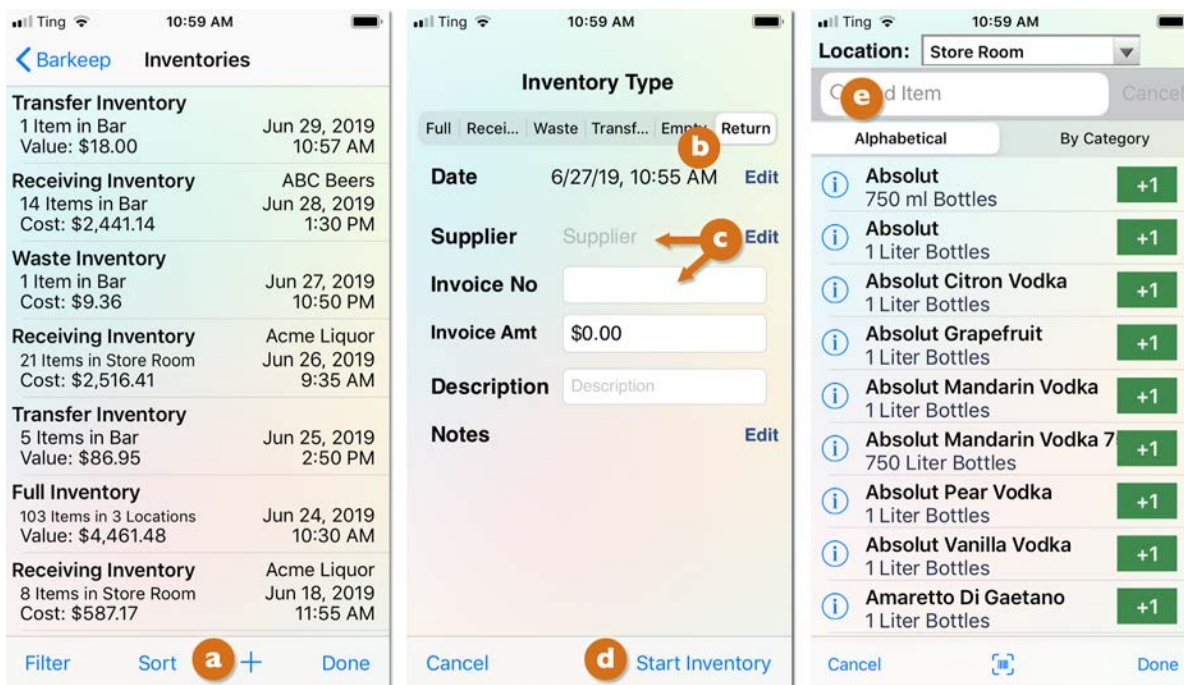 Ting 10:59 AM
Barkeep Inventories
Transfer Inventory
1 Item in Bar Jun 29, 2019
Value: $18.00 10:57 AM
Receiving Inventory ABC Beers
14 Items in Bar Jun 28, 2019
Cost: $2,441.14 1:30 PM
Waste Inventory
1 Item in Bar Jun 27, 2019
Cost: $9.36 10:50 PM
Receiving Inventory Acme Liquor
21 Items in Store Room Jun 26, 2019
Cost: $2,516.41 9:35 AM
Transfer Inventory
5 Items in Bar Jun 25, 2019
Value: $86.95 2:50 PM
Full Inventory
103 Items in 3 Locations Jun 24, 2019
Value: $4,461.48 10:30 AM
Receiving Inventory Acme Liquor
8 Items in Store Room Jun 18, 2019
Cost: $587.17 11:55 AM
Filter Sort a + Done
Ting 10:59 AM
Inventory Type
Full Recei... Waste Transf... Empty Return
b
Date 6/27/19, 10:55 AM Edit
Supplier Supplier c Edit
Invoice No
Invoice Amt $0.00
Description Description
Notes Edit
Cancel d Start Inventory
Ting 10:59 AM
Location: Store Room
e Item Cancel
Alphabetical By Category
Absolut +1
750 ml Bottles
Absolut +1
1 Liter Bottles
Absolut Citron Vodka +1
1 Liter Bottles
Absolut Grapefruit +1
1 Liter Bottles
Absolut Mandarin Vodka +1
1 Liter Bottles
Absolut Mandarin Vodka 7 +1
750 Liter Bottles
Absolut Pear Vodka +1
1 Liter Bottles
Absolut Vanilla Vodka +1
1 Liter Bottles
Amaretto Di Gaetano +1
1 Liter Bottles
Cancel Done